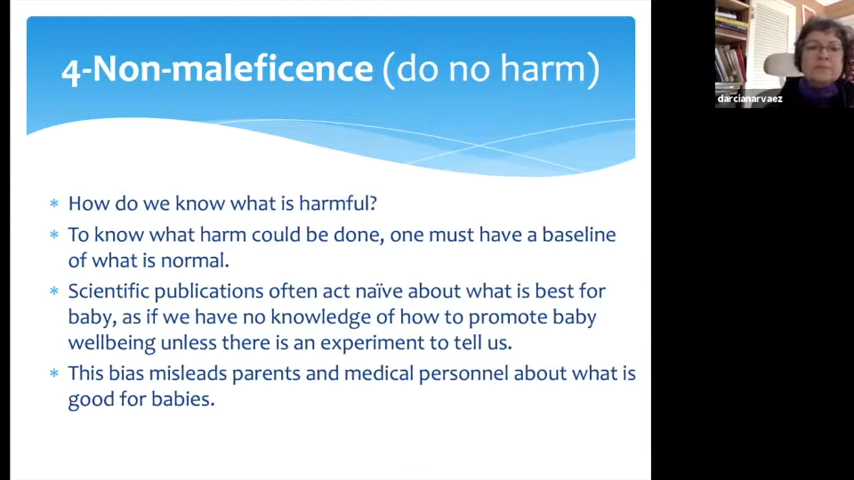 4-Non-maleficence (do no harm)
darcianarvaez
* How do we know what is harmful?
* To know what harm could be done, one must have a baseline
of what is normal.
* Scientific publications often act naïve about what is best for
baby, as if we have no knowledge of how to promote baby
wellbeing unless there is an experiment to tell us.
* This bias misleads parents and medical personnel about what is
good for babies.